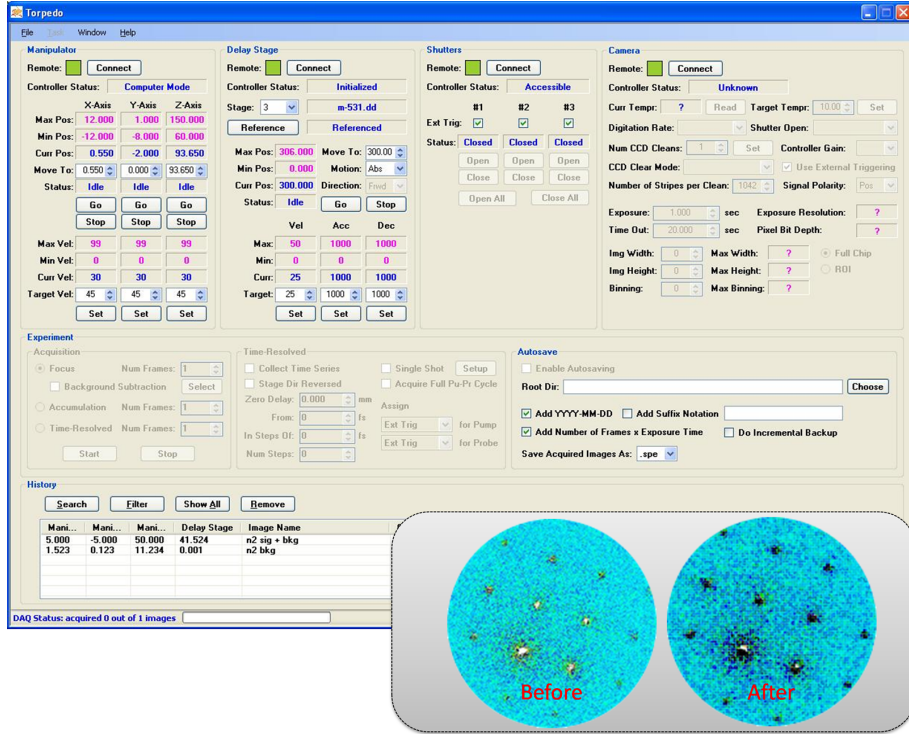 Torpedo
File Task Window Help
Manipulator
Remote: Connect
Controller Status: Computer Mode
X-Axis Y-Axis Z-Axis
Max Pos: 12.000 1.000 150.000
Min Pos: -12.000 -8.000 60.000
Curr Pos: 0.550 -2.000 93.650
Move To: 0.550 0.000 93.650
Status: Idle Idle Idle
Go Go Go
Stop Stop Stop
Max Vel: 99 99 99
Min Vel: 0 0 0
Curr Vel: 30 30 30
Target Vel: 45 45 45
Set Set Set
Delay Stage
Remote: Connect
Controller Status: Initialized
Stage: 3 m-531.dd
Reference Referenced
Max Pos: 306.000 Move To: 300.00
Min Pos: 0.000 Motion: Abs
Curr Pos: 300.000 Direction: Frwd
Status: Idle Go Stop
Vel Acc Dec
Max: 50 1000 1000
Min: 0 0 0
Curr: 25 1000 1000
Target: 25 1000 1000
Set Set Set
Shutters
Remote: Connect
Controller Status: Accessible
#1 #2 #3
Ext Trig:
Status: Closed Closed Closed
Open Open Open
Close Close Close
Open All Close All
Camera
Remote: Connect
Controller Status: Unknown
Curr Tempr: ? Read Target Tempr: 10.00 Set
Digitation Rate: Shutter Open:
Num CCD Cleans: 1 Set Controller Gain:
CCD Clear Mode: Use External Triggering
Number of Stripes per Clean: 1042 Signal Polarity: Pos
Exposure: 1.000 sec Exposure Resolution: ?
Time Out: 20.000 sec Pixel Bit Depth: ?
Img Width: 0 Max Width: ? Full Chip
Img Height: 0 Max Height: ? ROI
Binning: 0 Max Binning: ?
Experiment
Acquisition
Focus Num Frames: 1
Background Subtraction Select
Accumulation Num Frames: 1
Time-Resolved Num Frames: 1
Start Stop
Time-Resolved
Collect Time Series Single Shot Setup
Stage Dir Reversed Acquire Full Pu-Pr Cycle
Zero Delay: 0.000 mm Assign
From: 0 fs Ext Trig for Pump
In Steps Of: 0 fs Ext Trig for Probe
Num Steps: 0
Autosave
Enable Autosaving
Root Dir: Choose
Add YYYY-MM-DD Add Suffix Notation
Add Number of Frames x Exposure Time Do Incremental Backup
Save Acquired Images As: .spe
History
Search Filter Show All Remove
Mani... Mani... Mani... Delay Stage Image Name
5.000 -5.000 50.000 41.524 n2 sig + bkg
1.523 0.123 11.234 0.001 n2 bkg
DAQ Status: acquired 0 out of 1 images
Before After